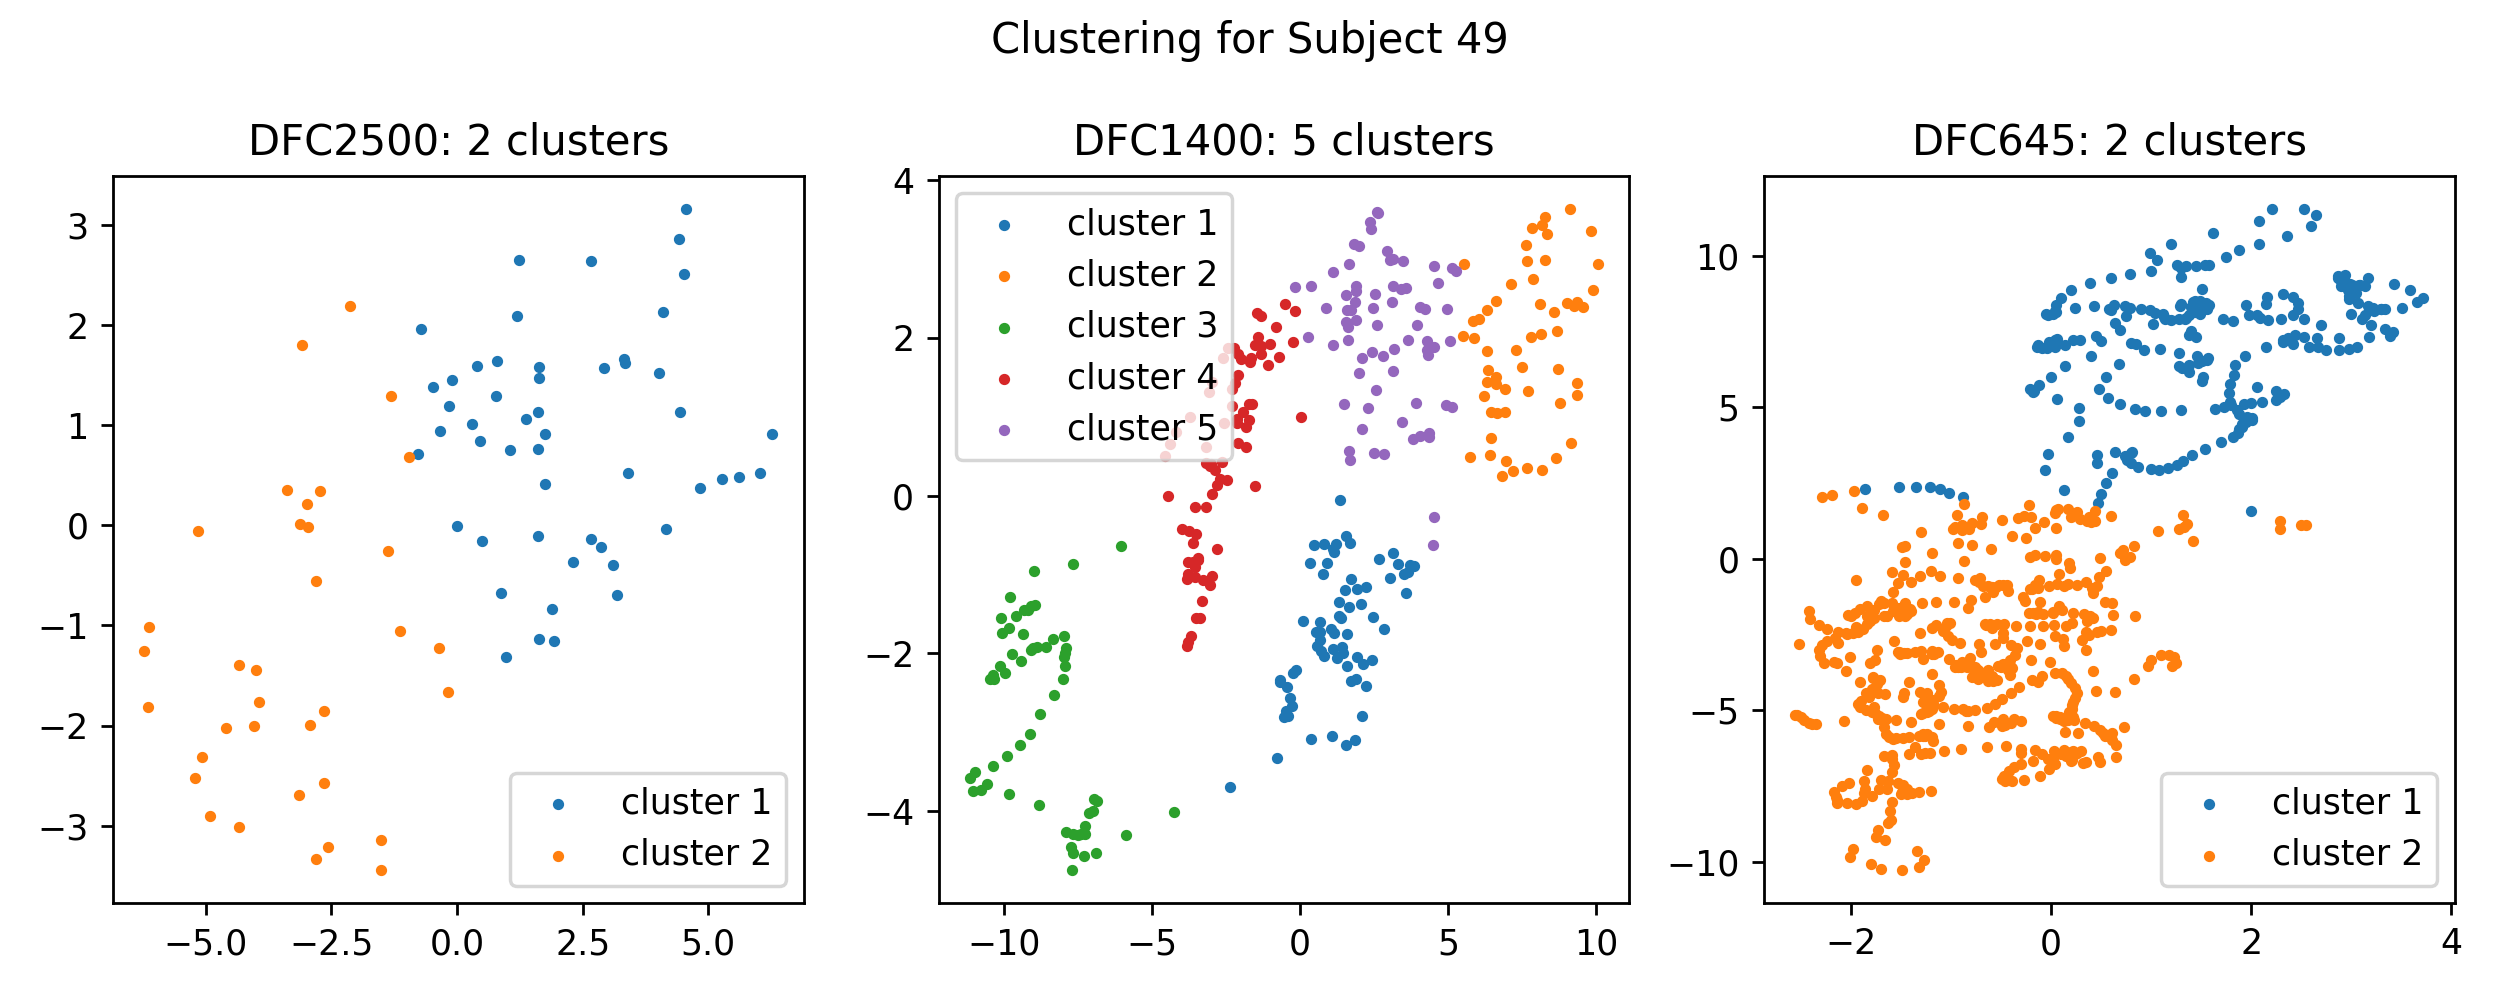 Clustering for Subject 49
DFC2500: 2 clusters
3
2
1
0
−1
−2
−3
−5.0
−2.5
0.0
2.5
5.0
cluster 1
cluster 2
DFC1400: 5 clusters
4
2
0
−2
−4
−10
−5
0
5
10
cluster 1
cluster 2
cluster 3
cluster 4
cluster 5
DFC645: 2 clusters
10
5
0
−5
−10
−2
0
2
4
cluster 1
cluster 2